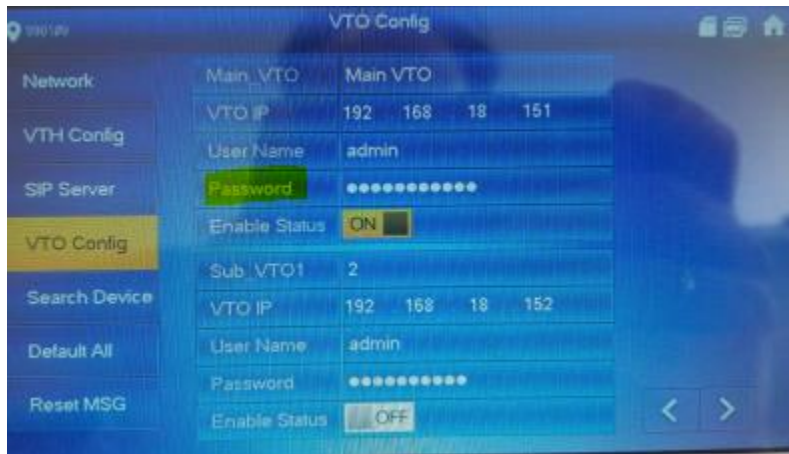 VTO Config
Network
VTH Config
SIP Server
VTO Config
Search Device
Default All
Reset MSG
Main_VTO Main VTO
VTO IP 192 168 18 151
User Name admin
Password ●●●●●●●●●●●
Enable Status ON
Sub_VTO1 2
VTO IP 192 168 18 152
User Name admin
Password ●●●●●●●●●●
Enable Status OFF